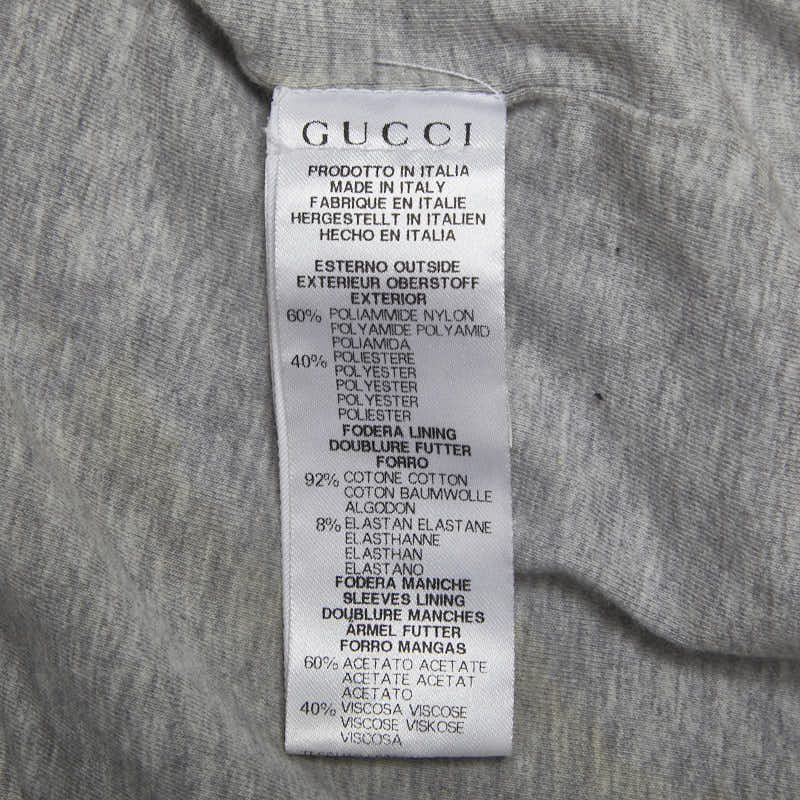 GUCCI
PRODOTTO IN ITALIA
MADE IN ITALY
FABRIQUE EN ITALIE
HERGESTELLT IN ITALIEN
HECHO EN ITALIA
ESTERNO OUTSIDE
EXTERIEUR OBERSTOFF
EXTERIOR
60% POLIAMMIDE NYLON
POLYAMIDE POLYAMID
POLIAMIDA
40% POLIESTERE
POLYESTER
POLYESTER
POLYESTER
POLIESTER
FODERA LINING
DOUBLURE FUTTER
FORRO
92% COTONE COTTON
COTON BAUMWOLLE
ALGODON
8% ELASTAN ELASTANE
ELASTHANNE
ELASTHAN
ELASTANO
FODERA MANICHE
SLEEVES LINING
DOUBLURE MANCHES
ÄRMEL FUTTER
FORRO MANGAS
60% ACETATO ACETATE
ACETATE ACETAT
ACETATO
40% VISCOSA VISCOSE
VISCOSE VISKOSE
VISCOSA